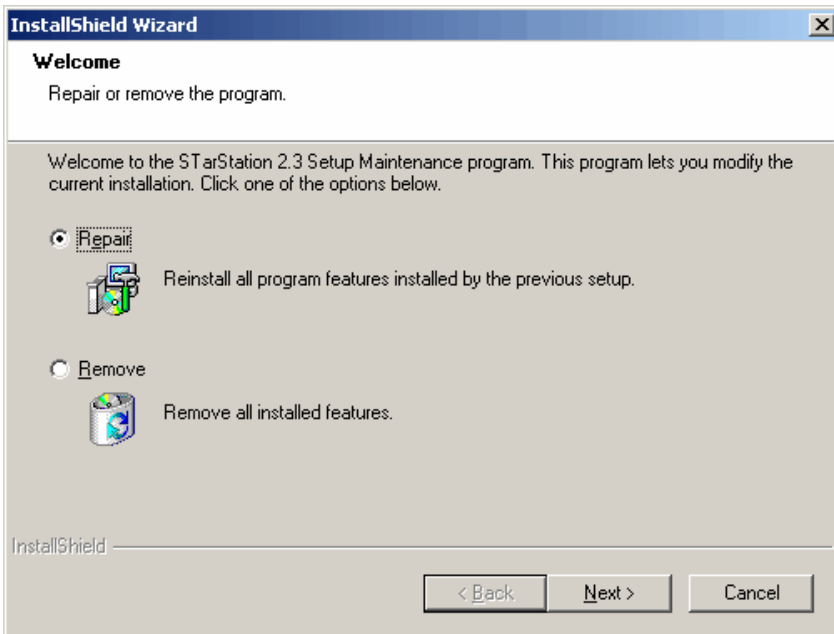 InstallShield Wizard
Welcome
Repair or remove the program.
Welcome to the STarStation 2.3 Setup Maintenance program. This program lets you modify the
current installation. Click one of the options below.
Repair
Reinstall all program features installed by the previous setup.
Remove
Remove all installed features.
InstallShield
< Back Next > Cancel